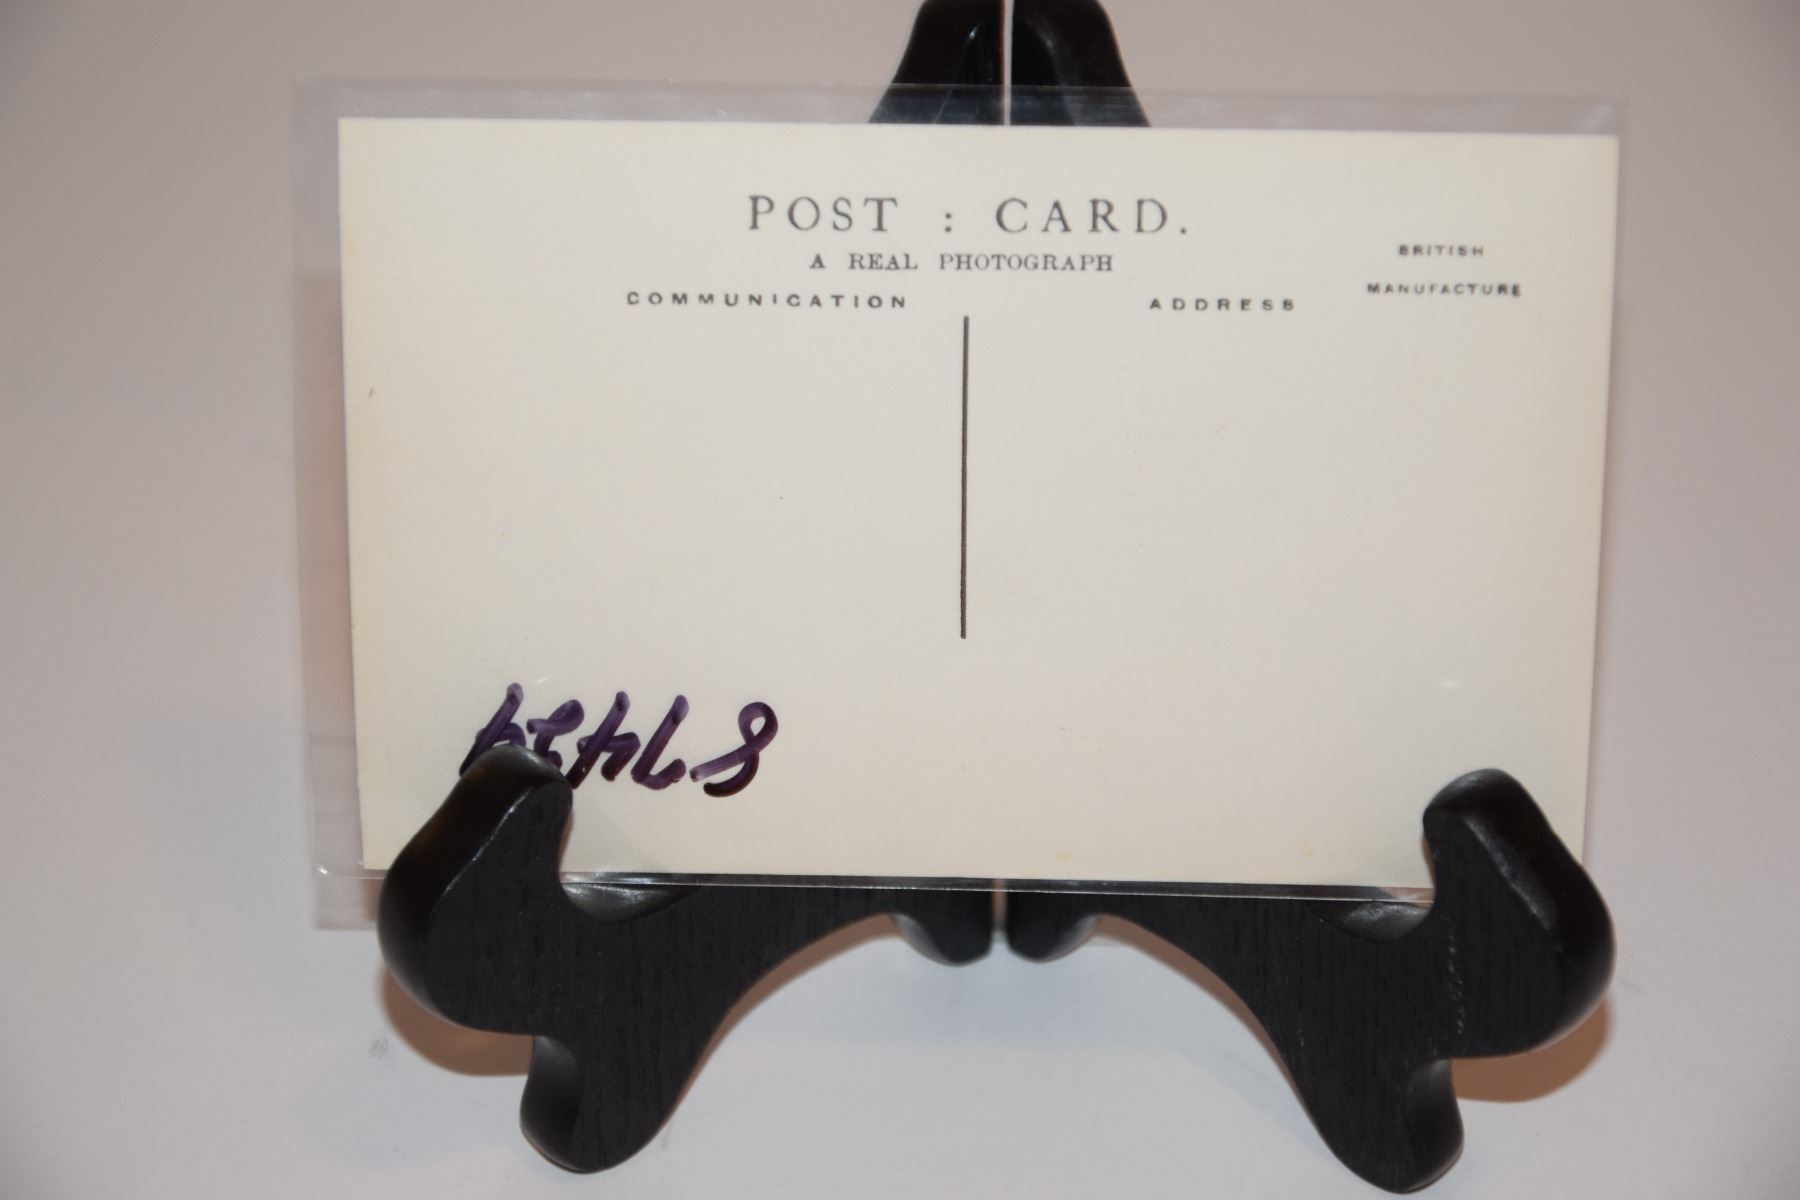 POST : CARD.
A REAL PHOTOGRAPH
COMMUNICATION
ADDRESS
BRITISH
MANUFACTURE